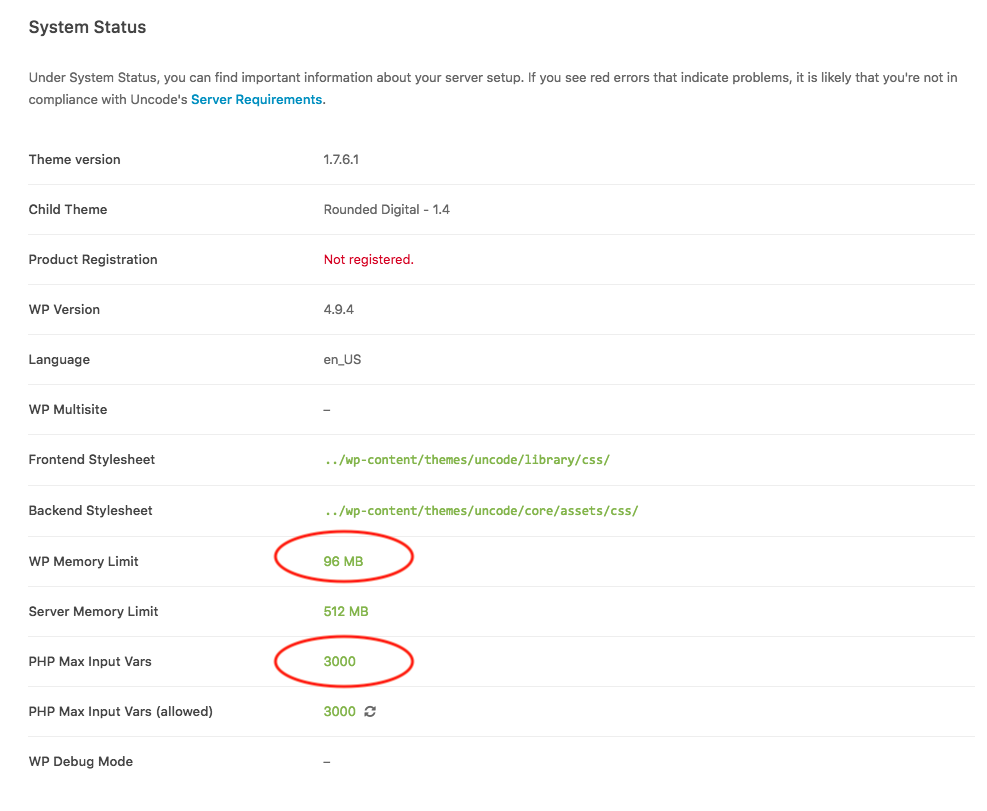 System Status
Under System Status, you can find important information about your server setup. If you see red errors that indicate problems, it is likely that you're not in
compliance with Uncode's Server Requirements.
Theme version 1.7.6.1
Child Theme Rounded Digital - 1.4
Product Registration Not registered.
WP Version 4.9.4
Language en_US
WP Multisite –
Frontend Stylesheet ../wp-content/themes/uncode/library/css/
Backend Stylesheet ../wp-content/themes/uncode/core/assets/css/
WP Memory Limit 96 MB
Server Memory Limit 512 MB
PHP Max Input Vars 3000
PHP Max Input Vars (allowed) 3000
WP Debug Mode –